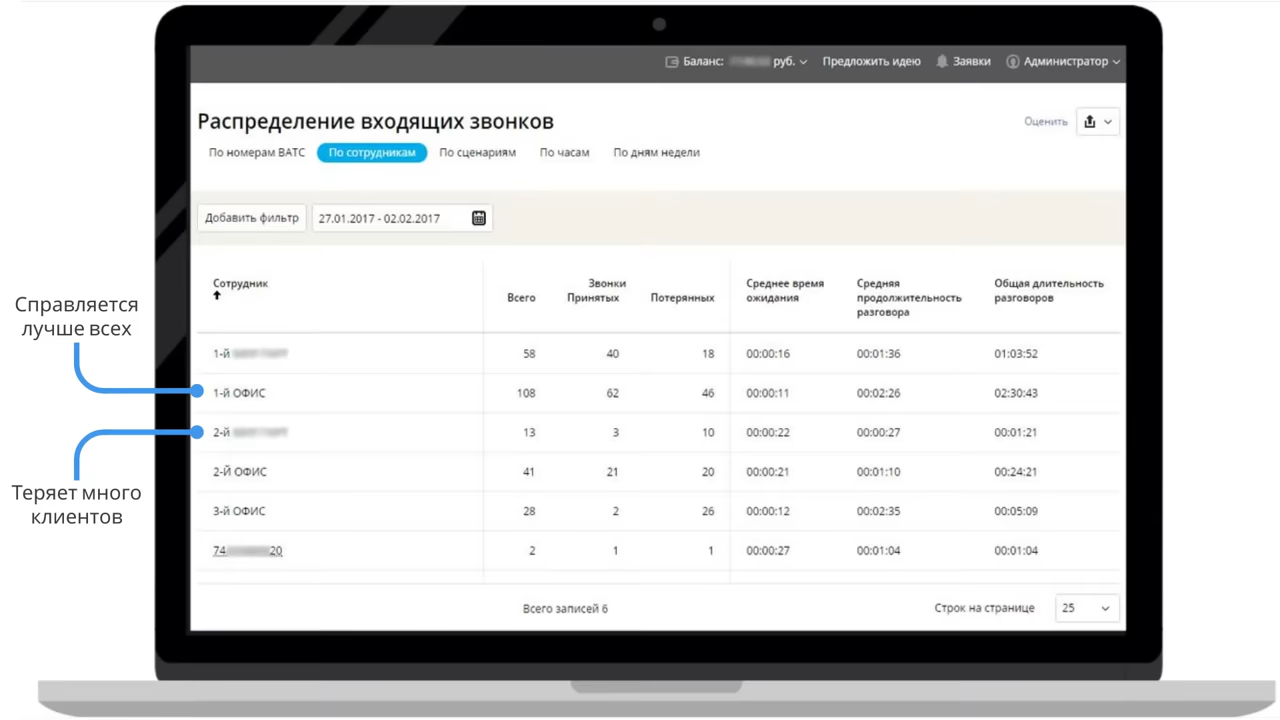 Баланс: руб. Предложить идею Заявки Администратор
Распределение входящих звонков
Оценить
По номерам ВАТС По сотрудникам По сценариям По часам По дням недели
Добавить фильтр 27.01.2017 - 02.02.2017
Справляется
лучше всех
Теряет много
клиентов
Сотрудник Всего Звонки Принятых Потерянных Среднее время ожидания Средняя продолжительность разговора Общая длительность разговоров
1-й 58 40 18 00:00:16 00:01:36 01:03:52
1-й ОФИС 108 62 46 00:00:11 00:02:26 02:30:43
2-й 13 3 10 00:00:22 00:00:27 00:01:21
2-Й ОФИС 41 21 20 00:00:21 00:01:10 00:24:21
3-й ОФИС 28 2 26 00:00:12 00:02:35 00:05:09
74 20 2 1 1 00:00:27 00:01:04 00:01:04
Всего записей 6 Строк на странице 25